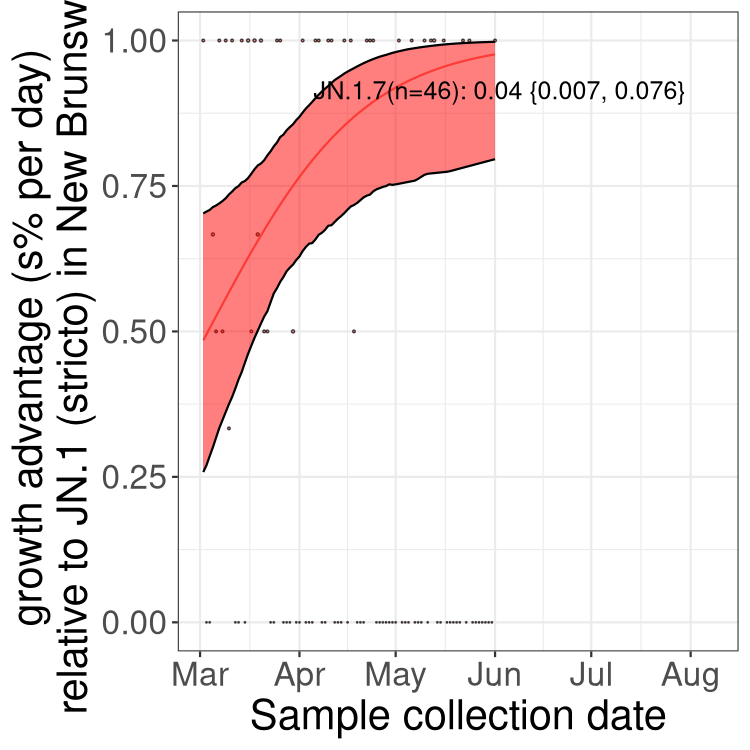 growth advantage (s% per day)
relative to JN.1 (stricto) in New Brunsw
1.00
0.75
0.50
0.25
0.00
JN.1.7(n=46): 0.04 {0.007, 0.076}
Mar Apr May Jun Jul Aug
Sample collection date